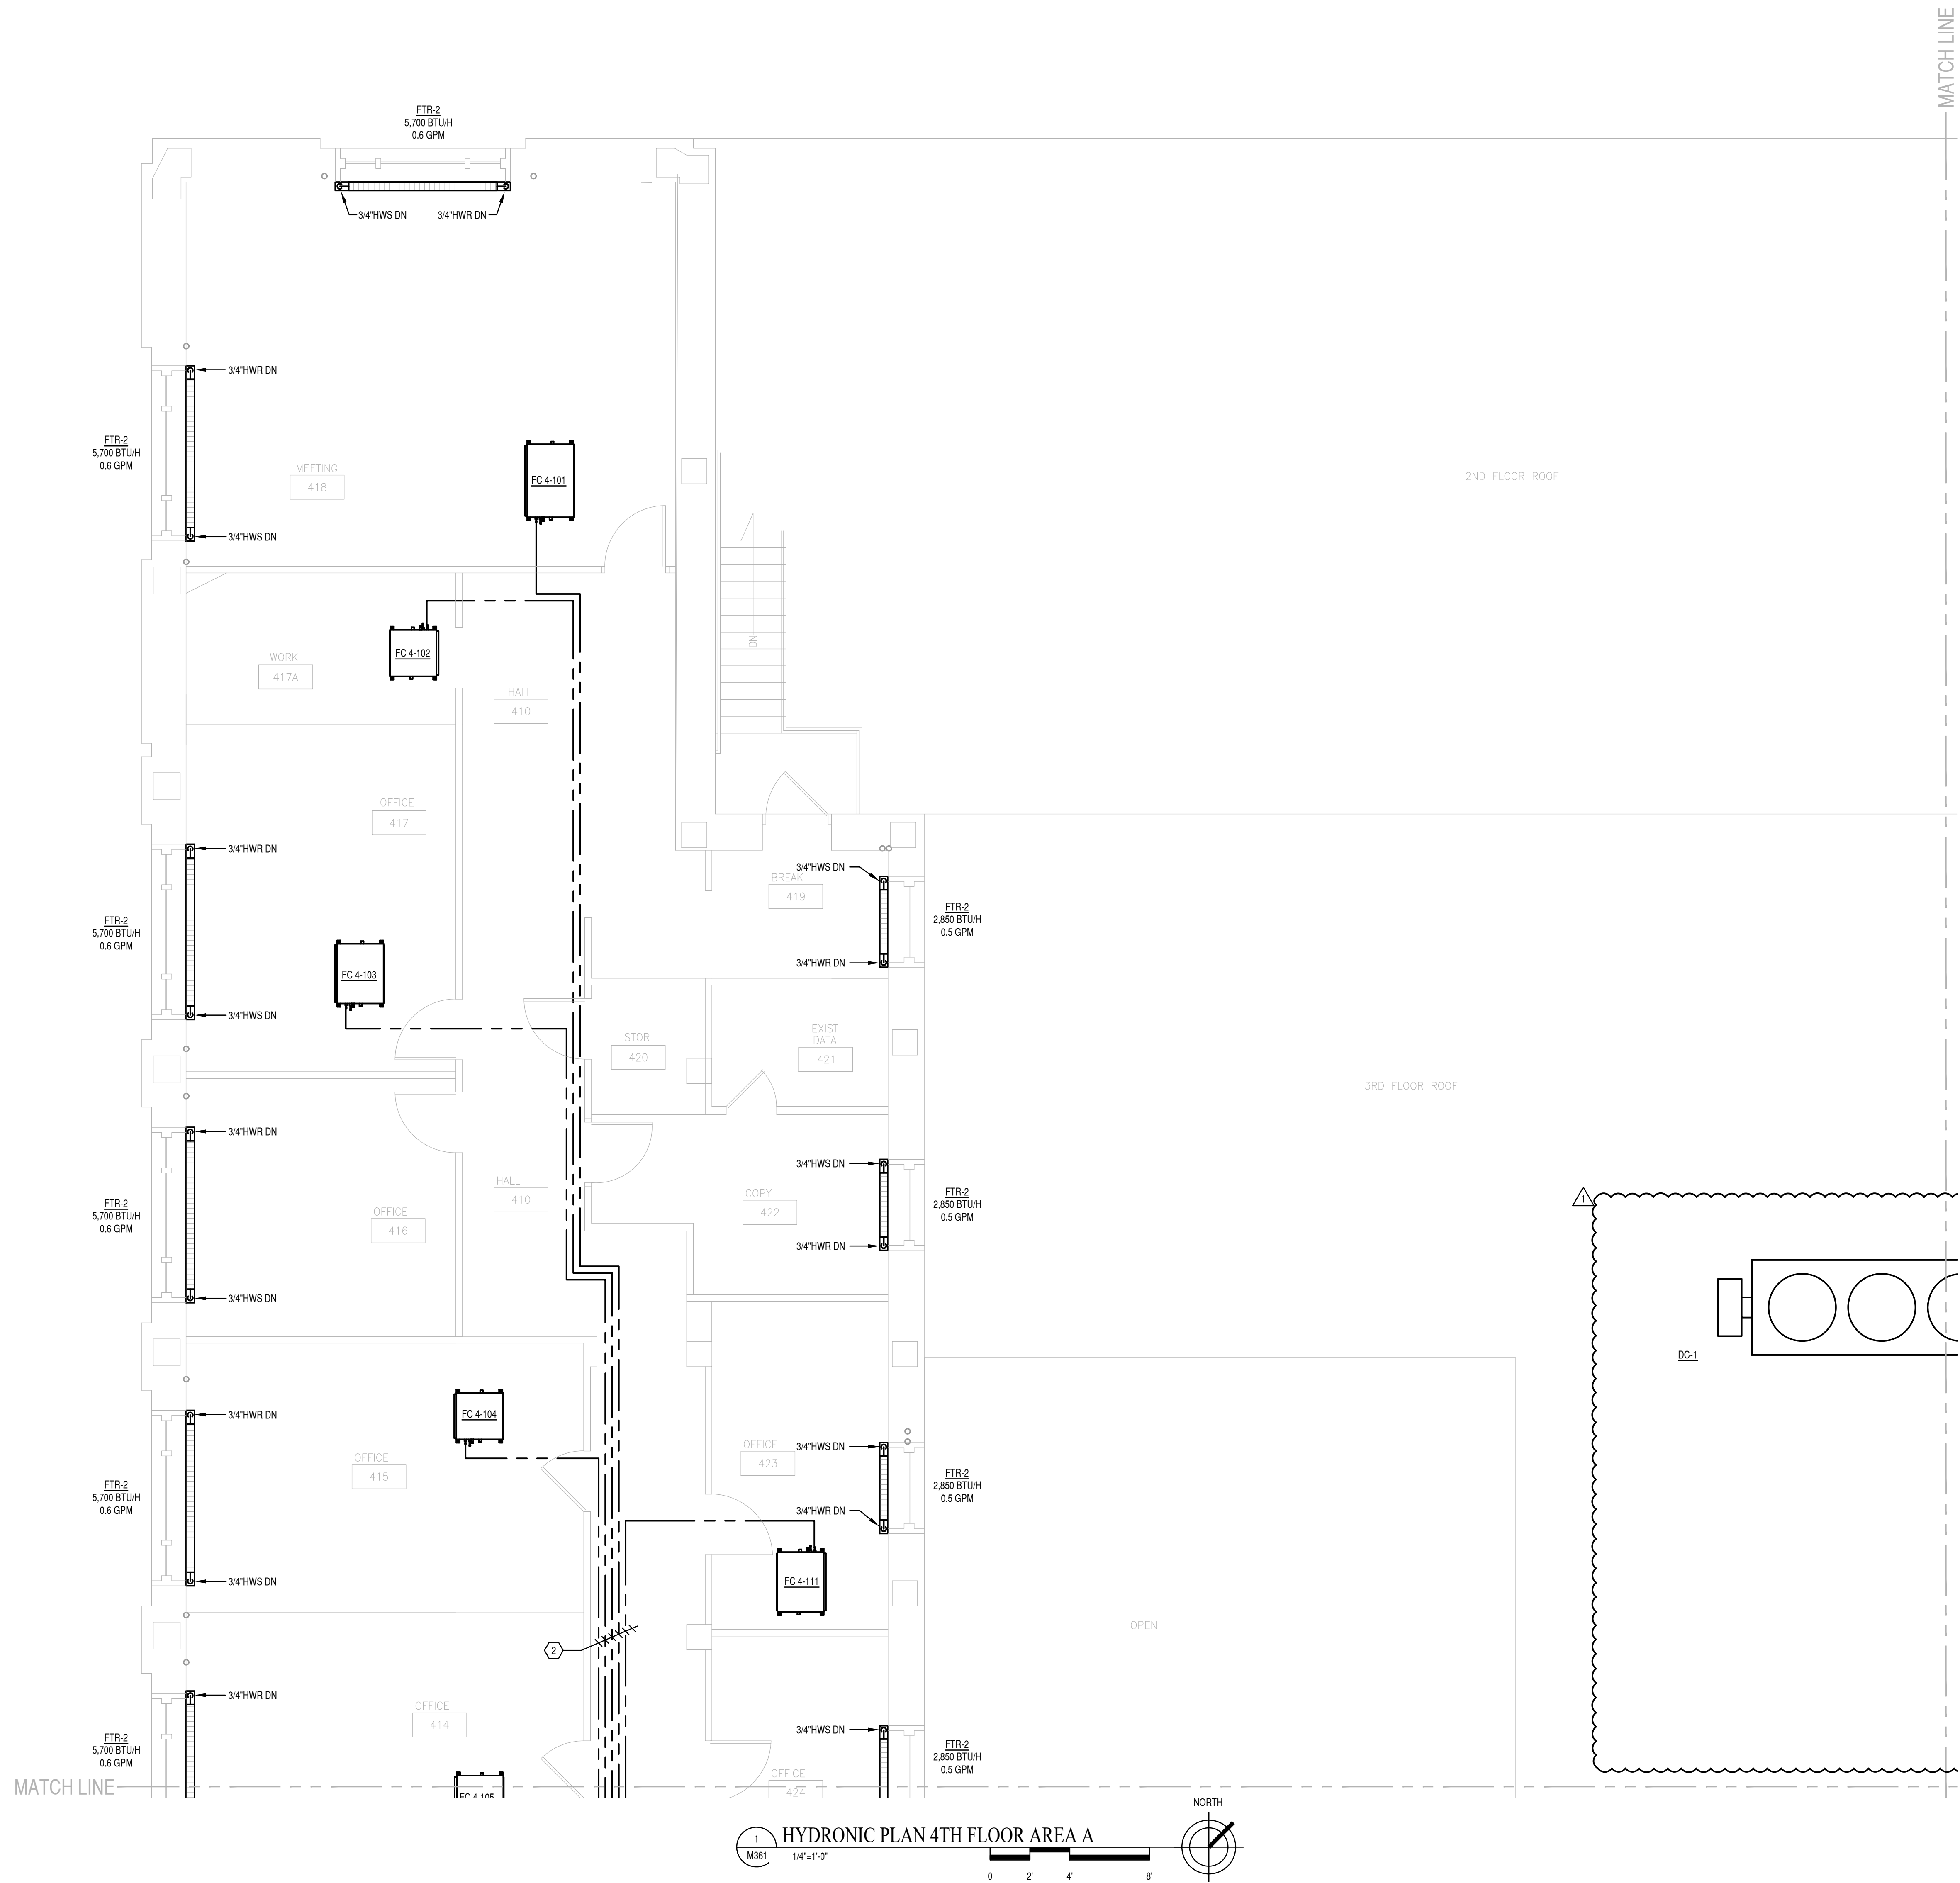 MATCH LINE
FTR-2
5,700 BTU/H
0.6 GPM
3/4"HWS DN
3/4"HWR DN
3/4"HWR DN
FTR-2
5,700 BTU/H
0.6 GPM
MEETING
418
FC 4-101
2ND FLOOR ROOF
3/4"HWS DN
WORK
417A
FC 4-102
HALL
410
DN
OFFICE
417
3/4"HWR DN
FTR-2
5,700 BTU/H
0.6 GPM
3/4"HWS DN
BREAK
419
FTR-2
2,850 BTU/H
0.5 GPM
3/4"HWR DN
FC 4-103
3/4"HWS DN
STOR
420
EXIST
DATA
421
3RD FLOOR ROOF
3/4"HWR DN
FTR-2
5,700 BTU/H
0.6 GPM
OFFICE
416
HALL
410
3/4"HWS DN
COPY
422
FTR-2
2,850 BTU/H
0.5 GPM
3/4"HWR DN
1
3/4"HWS DN
DC-1
3/4"HWR DN
FC 4-104
FTR-2
5,700 BTU/H
0.6 GPM
OFFICE
415
3/4"HWS DN
OFFICE
423
FTR-2
2,850 BTU/H
0.5 GPM
3/4"HWR DN
3/4"HWS DN
FC 4-111
2
OPEN
3/4"HWR DN
OFFICE
414
FTR-2
5,700 BTU/H
0.6 GPM
3/4"HWS DN
FTR-2
2,850 BTU/H
0.5 GPM
OFFICE
424
MATCH LINE
FC 4-105
NORTH
1
M361
HYDRONIC PLAN 4TH FLOOR AREA A
1/4"=1'-0"
0 2' 4' 8'